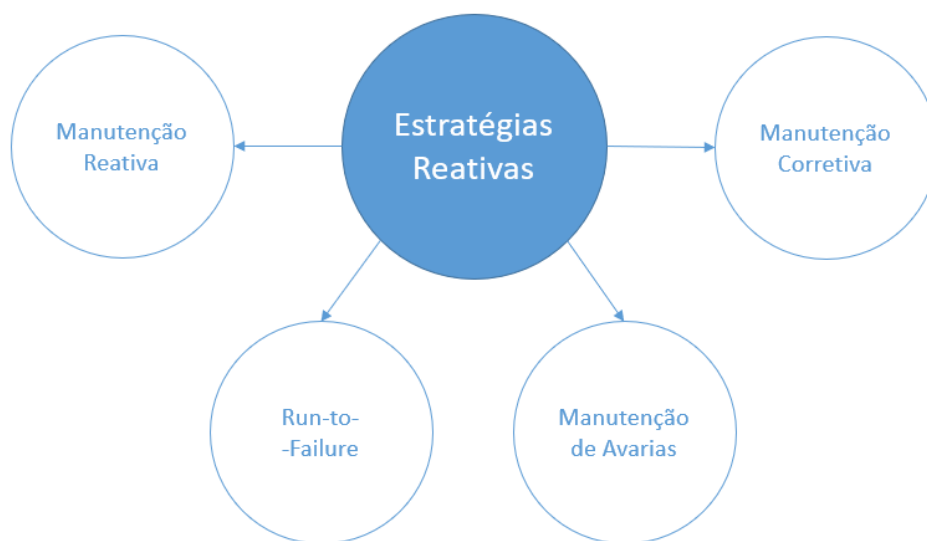 Estratégias
Reativas
Manutenção
Reativa
Manutenção
Corretiva
Run-to-
-Failure
Manutenção
de Avarias